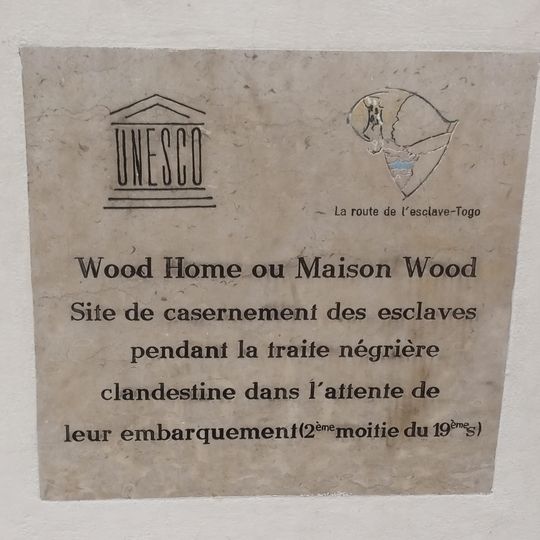 UNESCO
La route de l'esclave-Togo
Wood Home ou Maison Wood
Site de casernement des esclaves
pendant la traite négrière
clandestine dans l'attente de
leur embarquement(2ème moitie du 19èmes)